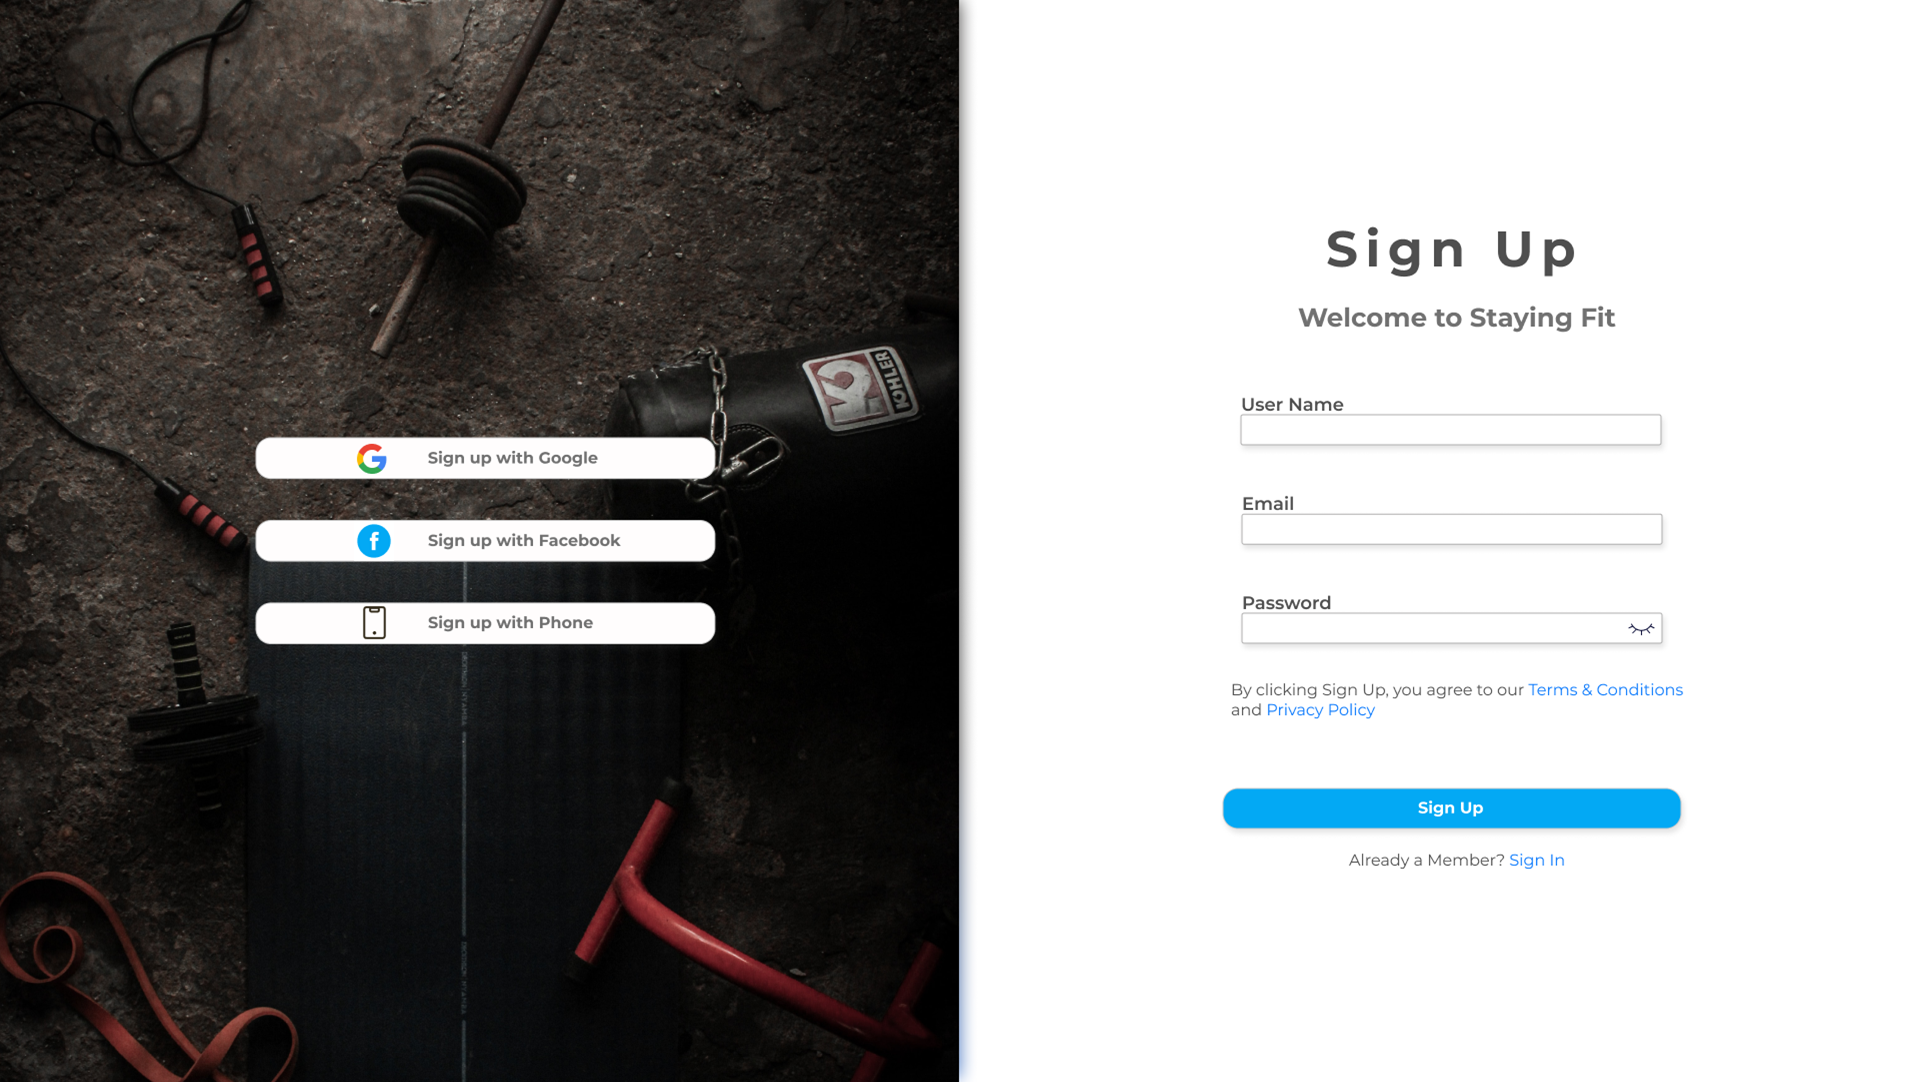 KOHLER
Sign up with Google
Sign up with Facebook
Sign up with Phone
Sign Up
Welcome to Staying Fit
User Name
Email
Password
By clicking Sign Up, you agree to our Terms & Conditions
and Privacy Policy
Sign Up
Already a Member? Sign In